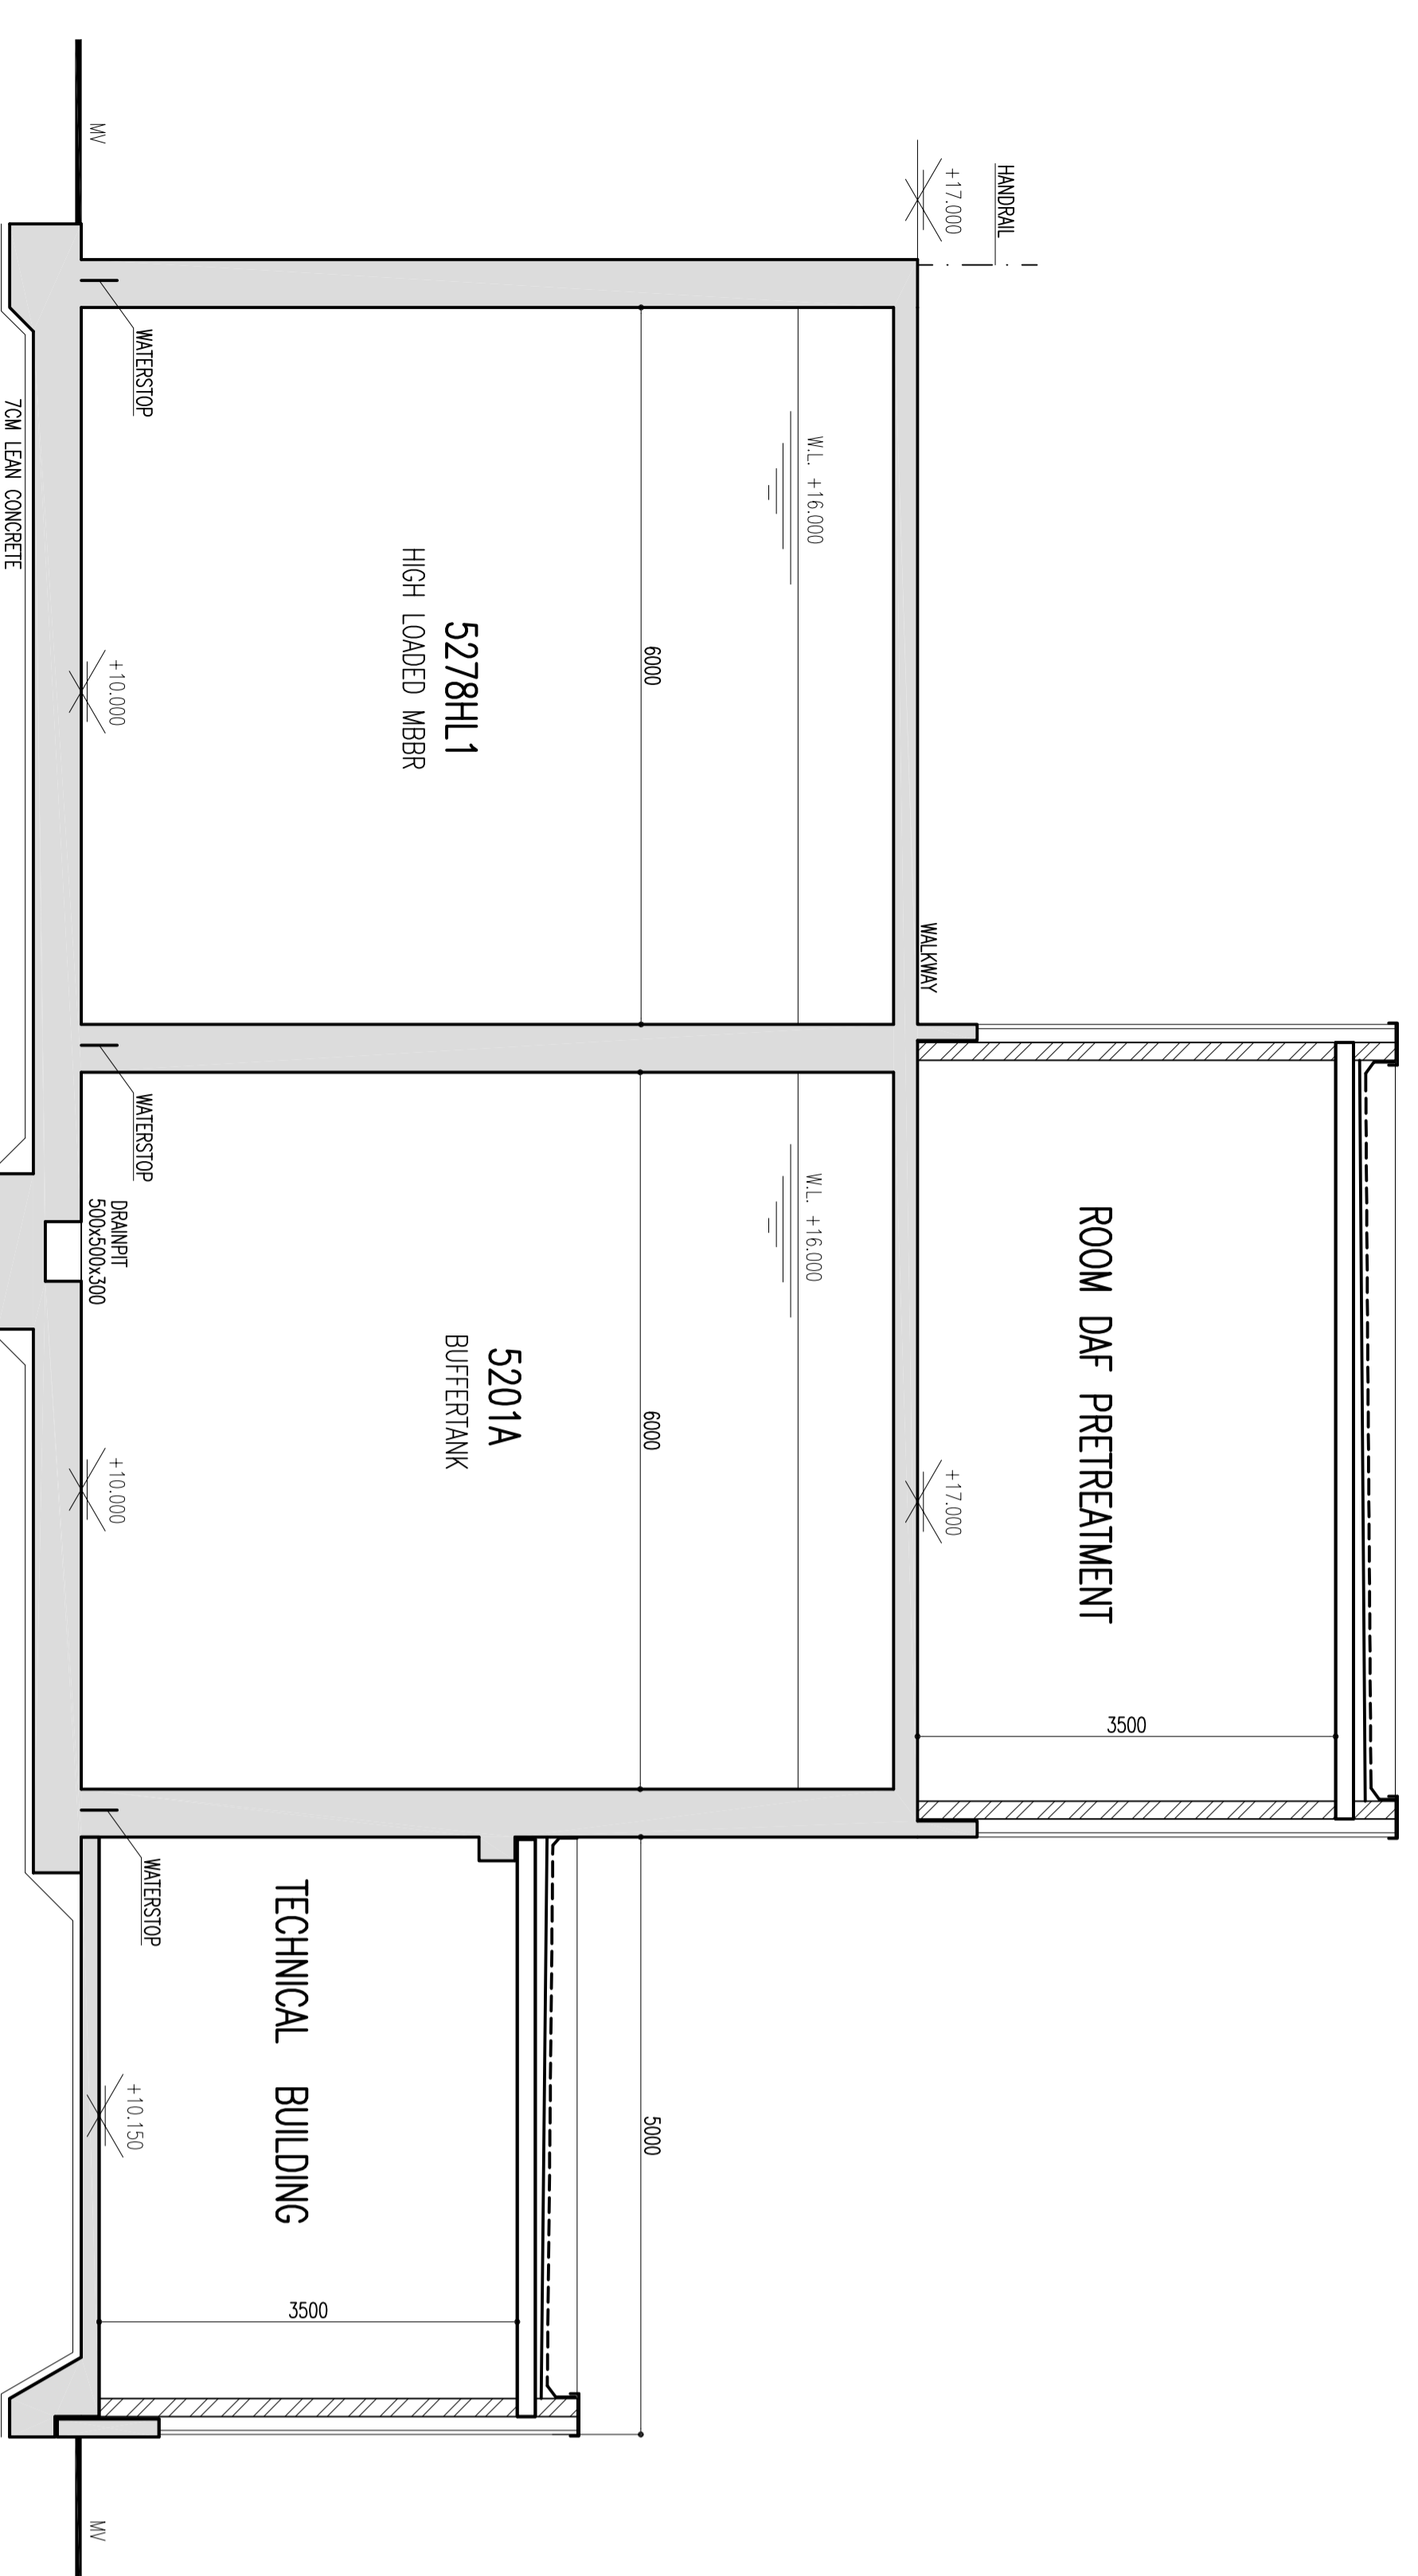 HANDRAIL
+17.000
WALKWAY
ROOM DAF PRETREATMENT
3500
+17.000
W.L. +16.000
W.L. +16.000
6000
6000
5000
5278HL1
HIGH LOADED MBBR
5201A
BUFFERTANK
TECHNICAL BUILDING
3500
WATERSTOP
WATERSTOP
WATERSTOP
DRAINPIT
500x500x300
+10.000
+10.000
+10.150
MV
MV
7CM LEAN CONCRETE